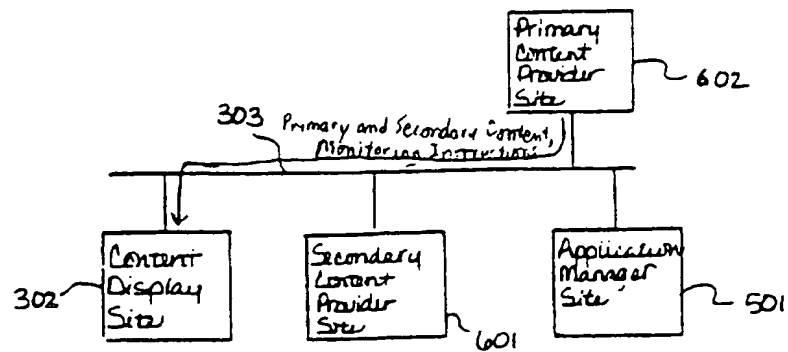 Primary
Content
Provider
Site
602
303
Primary and Secondary Content,
Monitoring Instructions
Content
Display
Site
302
Secondary
Content
Provider
Site
601
Application
Manager
Site
501